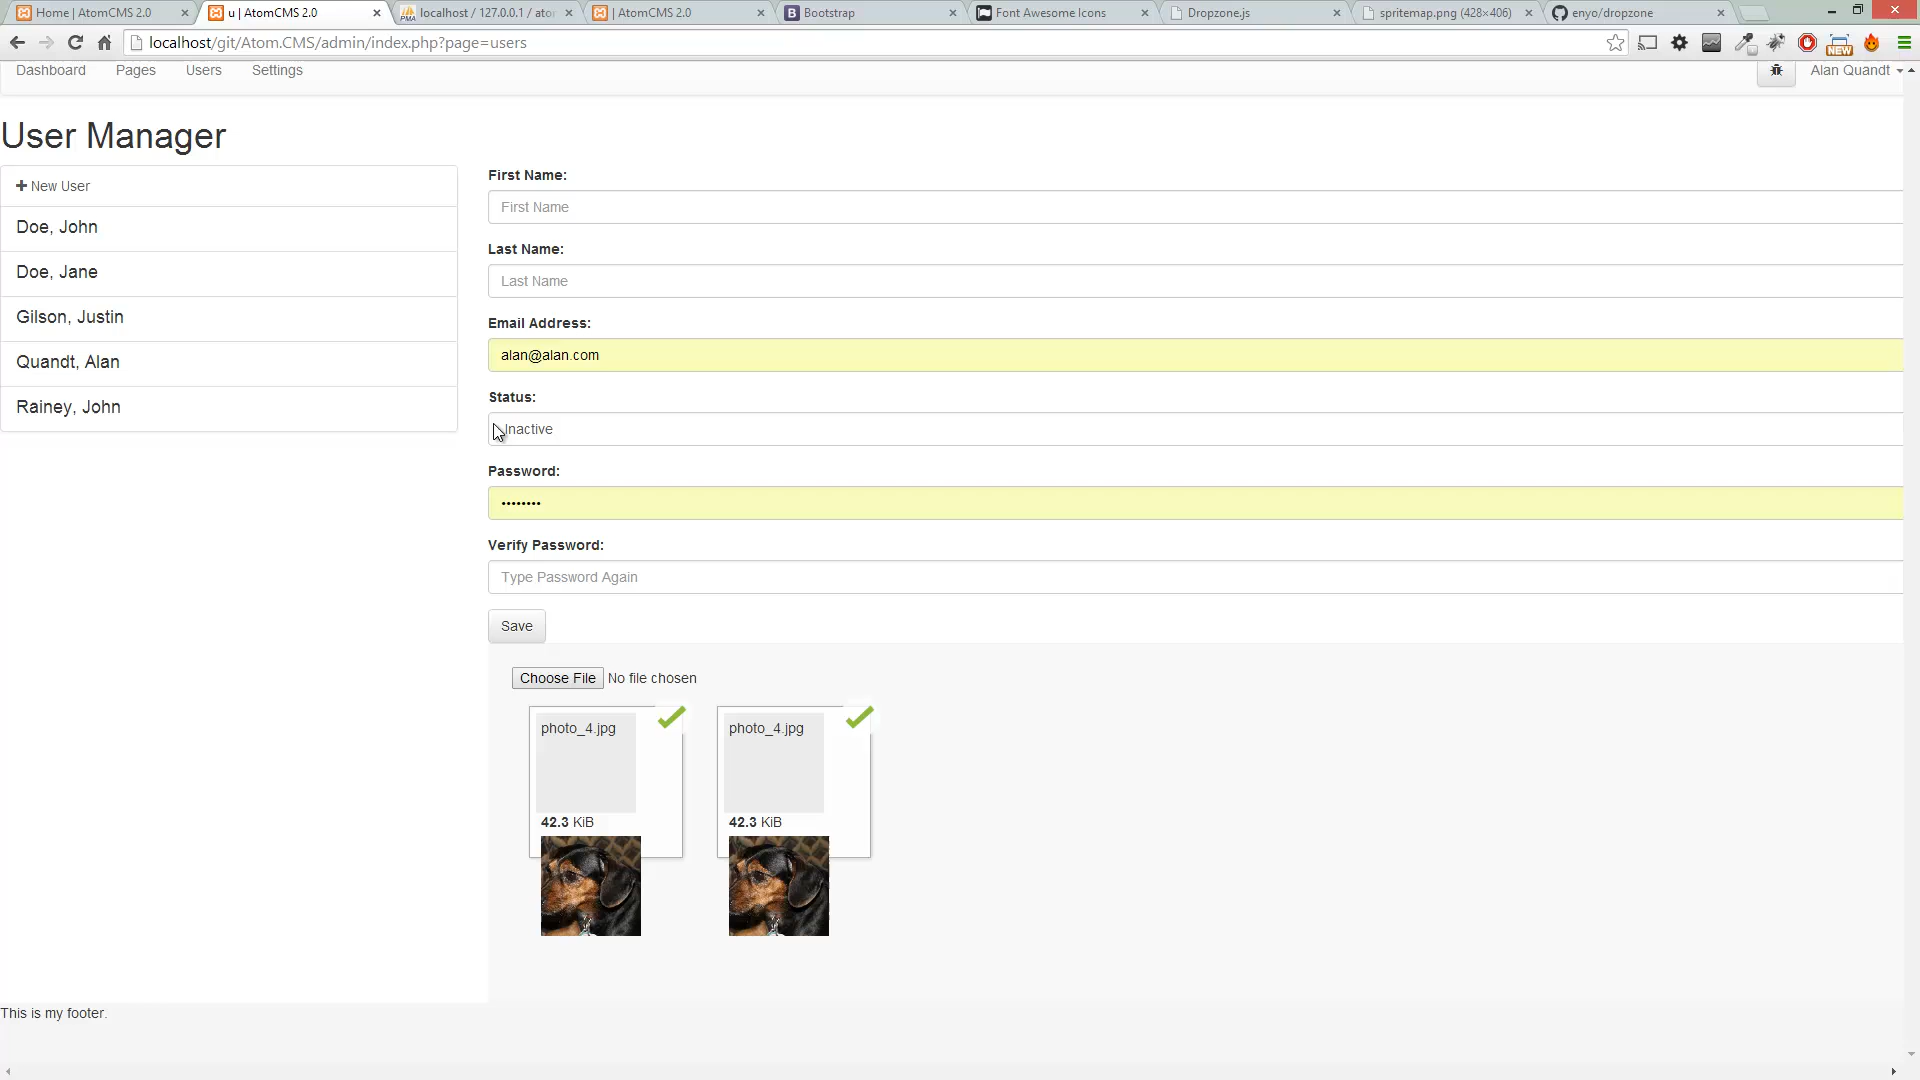 Home | AtomCMS 2.0
u | AtomCMS 2.0
localhost / 127.0.0.1 / ator
| AtomCMS 2.0
Bootstrap
Font Awesome Icons
Dropzone.js
spritemap.png (428×406)
enyo/dropzone
localhost/git/Atom.CMS/admin/index.php?page=users
NEW
Dashboard
Pages
Users
Settings
Alan Quandt
User Manager
New User
Doe, John
Doe, Jane
Gilson, Justin
Quandt, Alan
Rainey, John
First Name:
First Name
Last Name:
Last Name
Email Address:
alan@alan.com
Status:
Inactive
Password:
••••••••
Verify Password:
Type Password Again
Save
Choose File No file chosen
photo_4.jpg
42.3 KiB
photo_4.jpg
42.3 KiB
This is my footer.